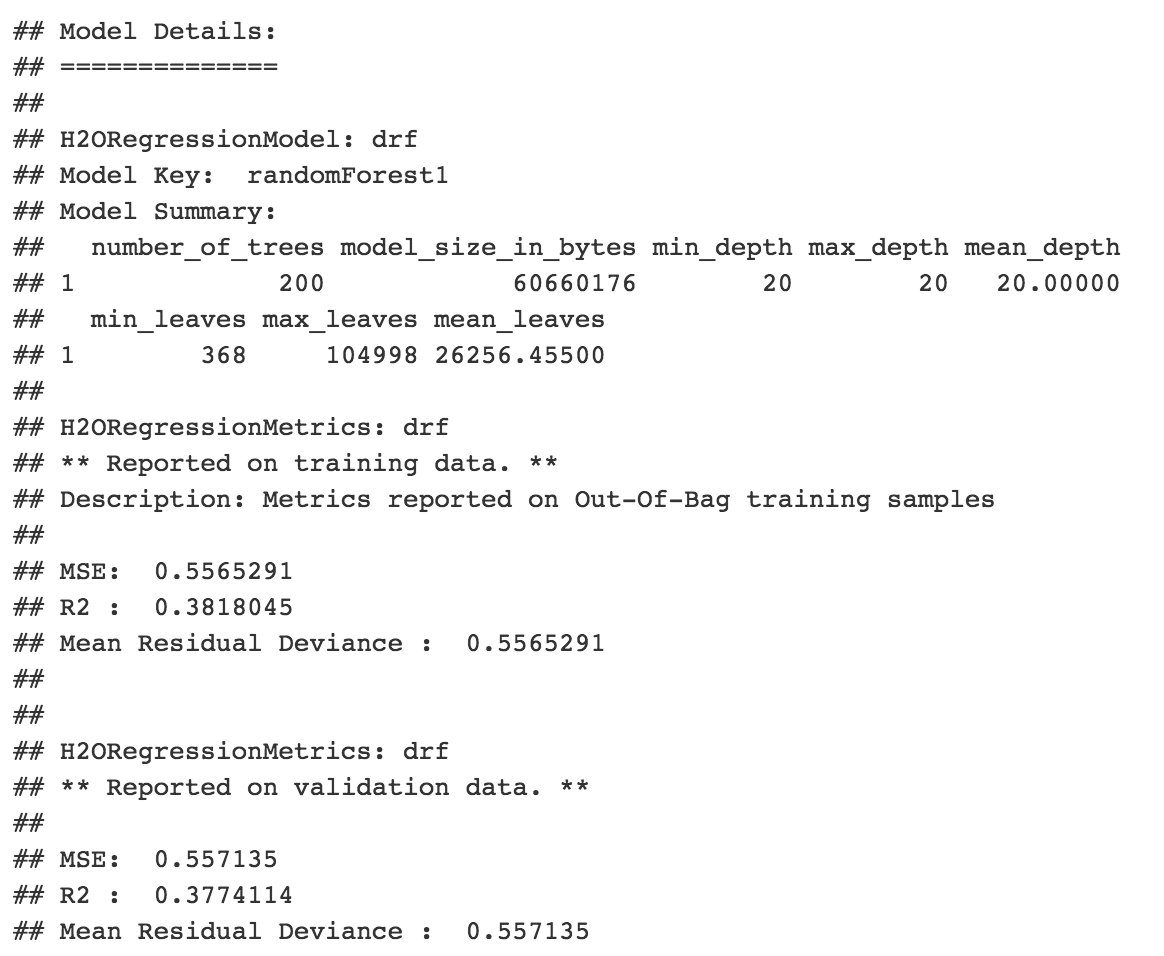 ## Model Details:
## ==============
##
## H2ORegressionModel: drf
## Model Key:  randomForest1
## Model Summary:
##   number_of_trees model_size_in_bytes min_depth max_depth mean_depth
## 1             200            60660176        20        20   20.00000
##   min_leaves max_leaves mean_leaves
## 1        368     104998 26256.45500
##
## H2ORegressionMetrics: drf
## ** Reported on training data. **
## Description: Metrics reported on Out-Of-Bag training samples
##
## MSE:  0.5565291
## R2 :  0.3818045
## Mean Residual Deviance :  0.5565291
##
##
## H2ORegressionMetrics: drf
## ** Reported on validation data. **
##
## MSE:  0.557135
## R2 :  0.3774114
## Mean Residual Deviance :  0.557135